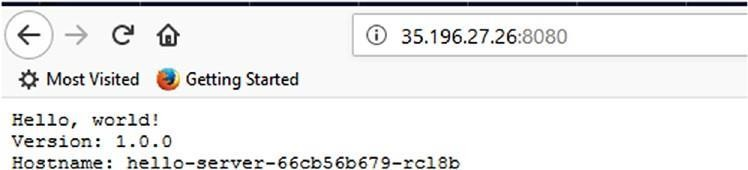 35.196.27.26:8080
Most Visited Getting Started
Hello, world!
Version: 1.0.0
Hostname: hello-server-66cb56b679-rcl8b